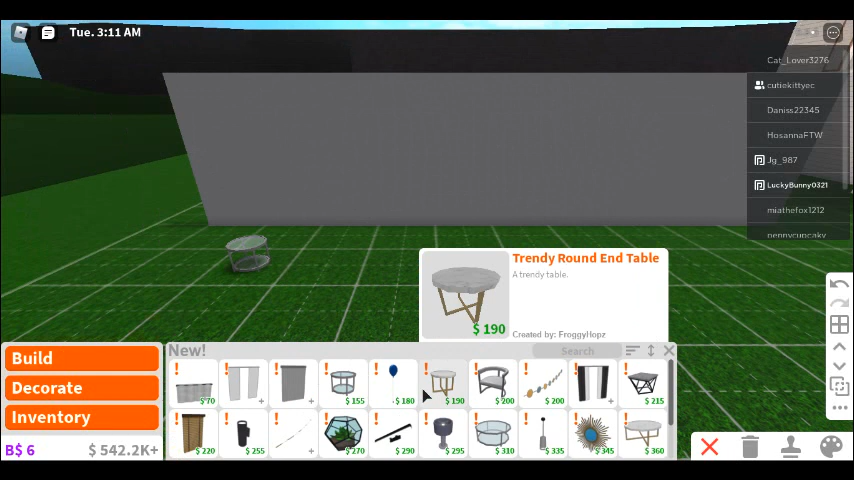 Tue. 3:11 AM
Cat_Lover3276
cutiekittyec
Daniss22345
HosannaFTW
Jg_987
LuckyBunny0321
miathefox1212
pennycupcaky
Trendy Round End Table
A trendy table.
$ 190
Created by: FroggyHopz
New!
Search
Build
Decorate
Inventory
B$ 6
$ 542.2K+
$ 70
+
+
$ 155
$ 180
$ 190
$ 200
$ 200
+
$ 215
$ 220
$ 255
+
$ 270
$ 290
$ 295
$ 310
$ 335
$ 345
$ 360